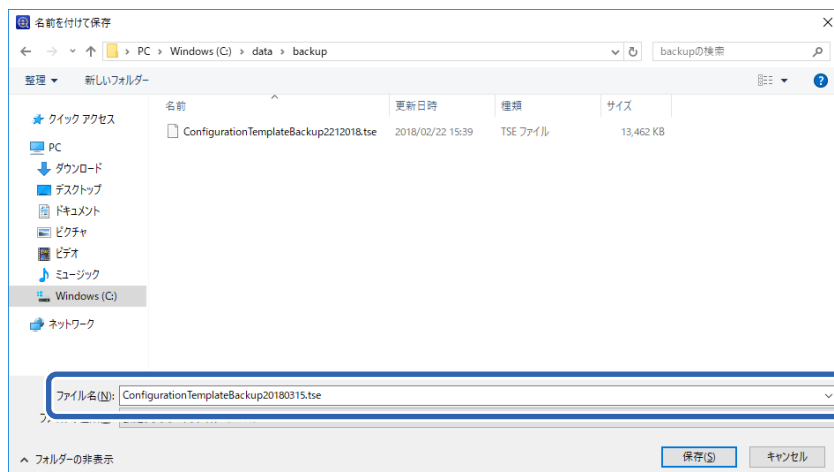 名前を付けて保存
PC › Windows (C:) › data › backup
backupの検索
整理 新しいフォルダー
名前 更新日時 種類 サイズ
ConfigurationTemplateBackup2212018.tse 2018/02/22 15:39 TSE ファイル 13,462 KB
クイック アクセス
PC
ダウンロード
デスクトップ
ドキュメント
ピクチャ
ビデオ
ミュージック
Windows (C:)
ネットワーク
ファイル名(N): ConfigurationTemplateBackup20180315.tse
フォルダーの非表示
保存(S) キャンセル